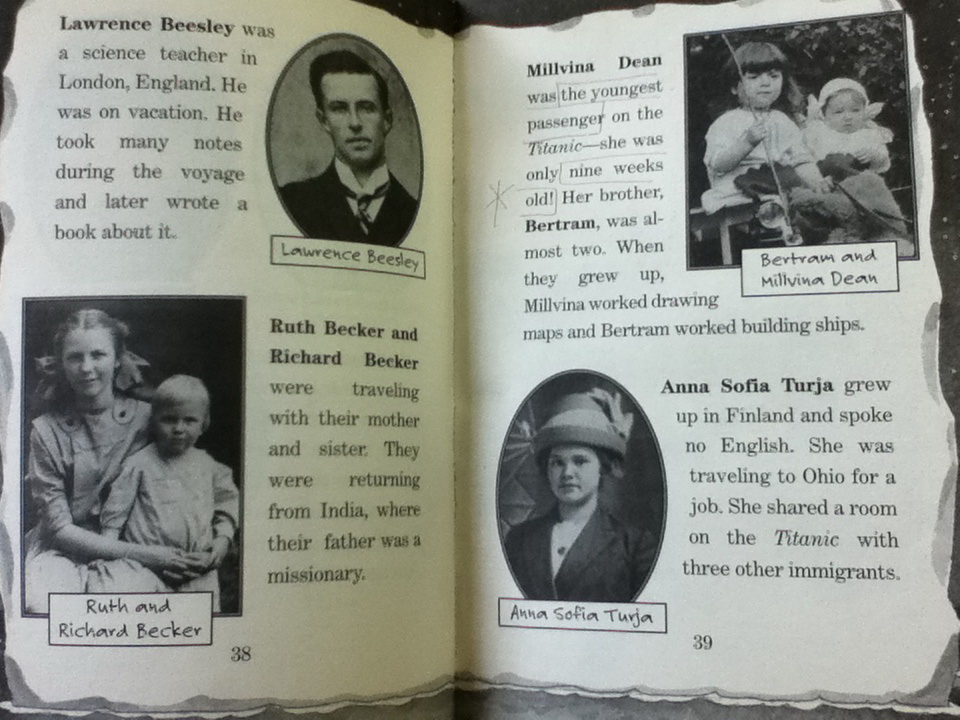 Lawrence Beesley was
a science teacher in
London, England. He
was on vacation. He
took many notes
during the voyage
and later wrote a
book about it.
Lawrence Beesley
Ruth and
Richard Becker
Ruth Becker and
Richard Becker
were traveling
with their mother
and sister. They
were returning
from India, where
their father was a
missionary.
38
Millvina Dean
was the youngest
passenger on the
Titanic—she was
only nine weeks
old! Her brother,
Bertram, was al-
most two. When
they grew up,
Millvina worked drawing
maps and Bertram worked building ships.
Bertram and
Millvina Dean
Anna Sofia Turja
Anna Sofia Turja grew
up in Finland and spoke
no English. She was
traveling to Ohio for a
job. She shared a room
on the Titanic with
three other immigrants.
39